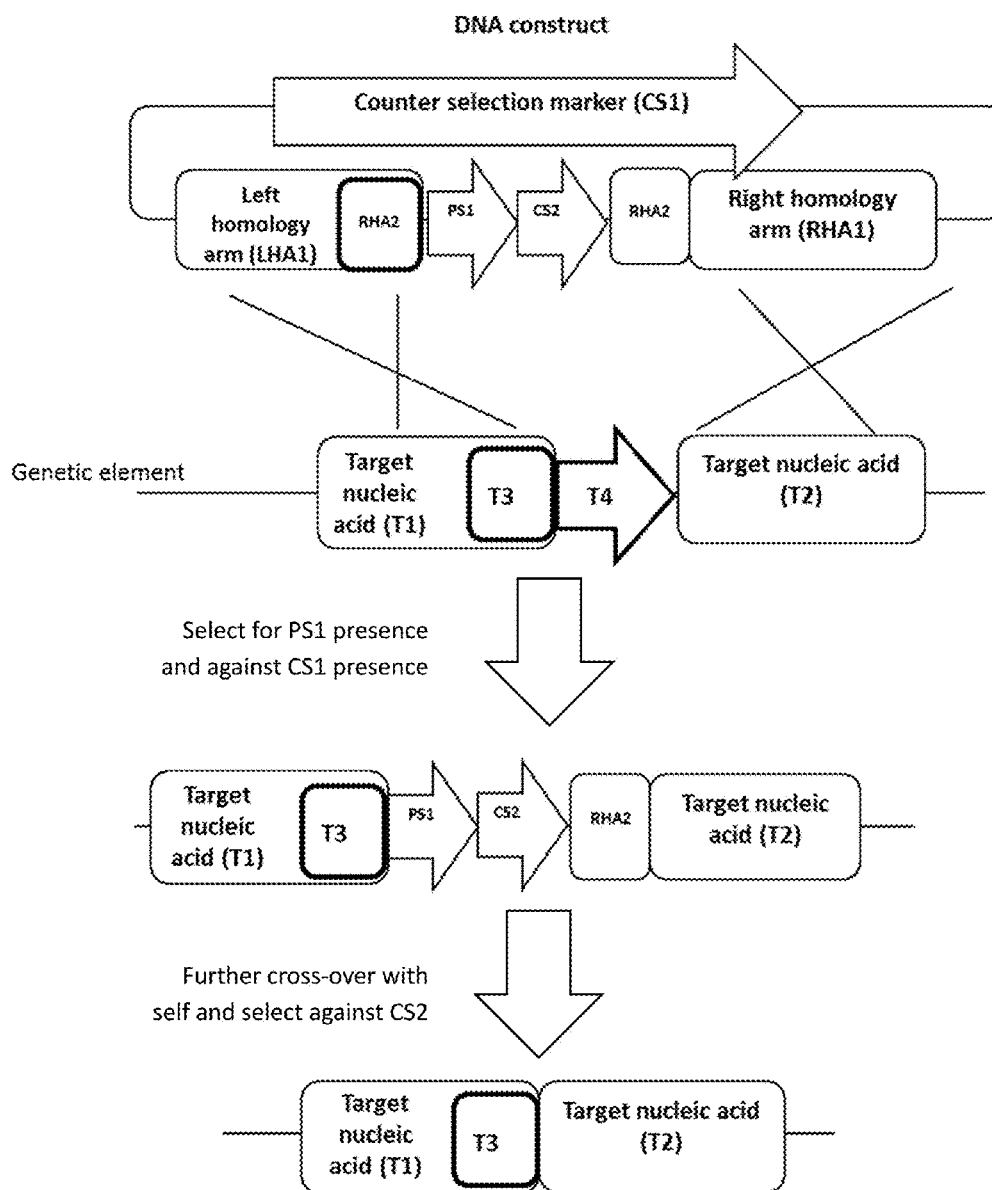 DNA construct
Counter selection marker (CS1)
Left
homology
arm (LHA1)
RHA2
PS1
CS2
RHA2
Right homology
arm (RHA1)
Genetic element
Target
nucleic
acid (T1)
T3
T4
Target nucleic acid
(T2)
Select for PS1 presence
and against CS1 presence
Target
nucleic
acid (T1)
T3
PS1
CS2
RHA2
Target nucleic
acid (T2)
Further cross-over with
self and select against CS2
Target
nucleic
acid (T1)
T3
Target nucleic acid
(T2)